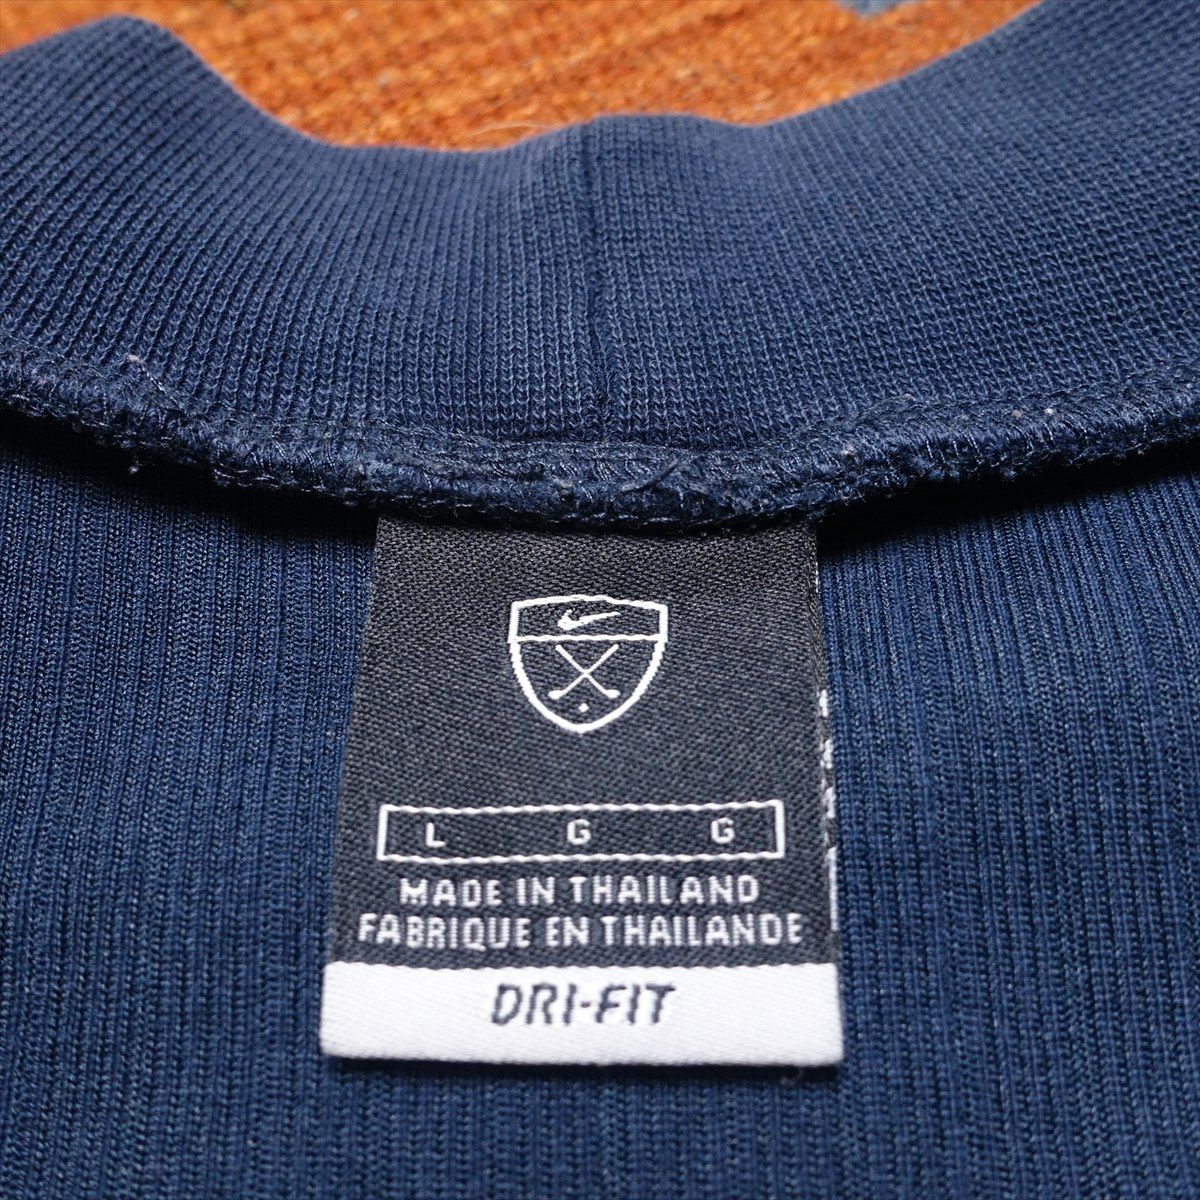 L G G
MADE IN THAILAND
FABRIQUE EN THAILANDE
DRI-FIT